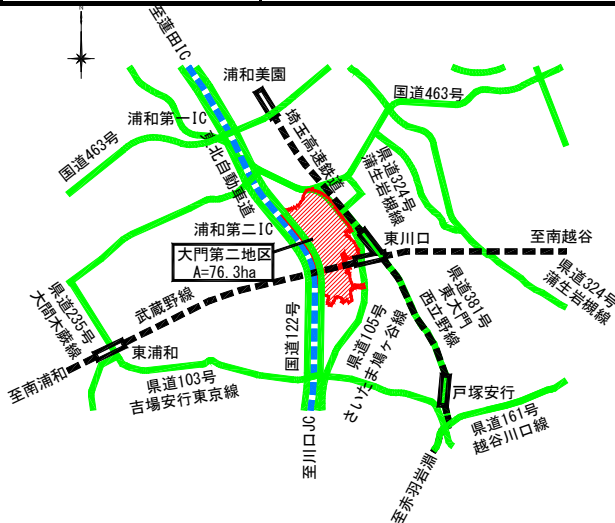 N
至蓮田IC
浦和美園
国道463号
浦和第一IC
埼玉高速鉄道
国道463号
東北自動車道
県道324号
蒲生岩槻線
浦和第二IC
東川口
至南越谷
大門第二地区
A=76.3ha
県道324号
蒲生岩槻線
県道235号
大間木蕨線
武蔵野線
県道381号
東大門
西立野線
国道122号
県道105号
さいたま鳩ヶ谷線
東浦和
至南浦和
県道103号
吉場安行東京線
戸塚安行
県道161号
越谷川口線
至川口JC
至赤羽岩淵